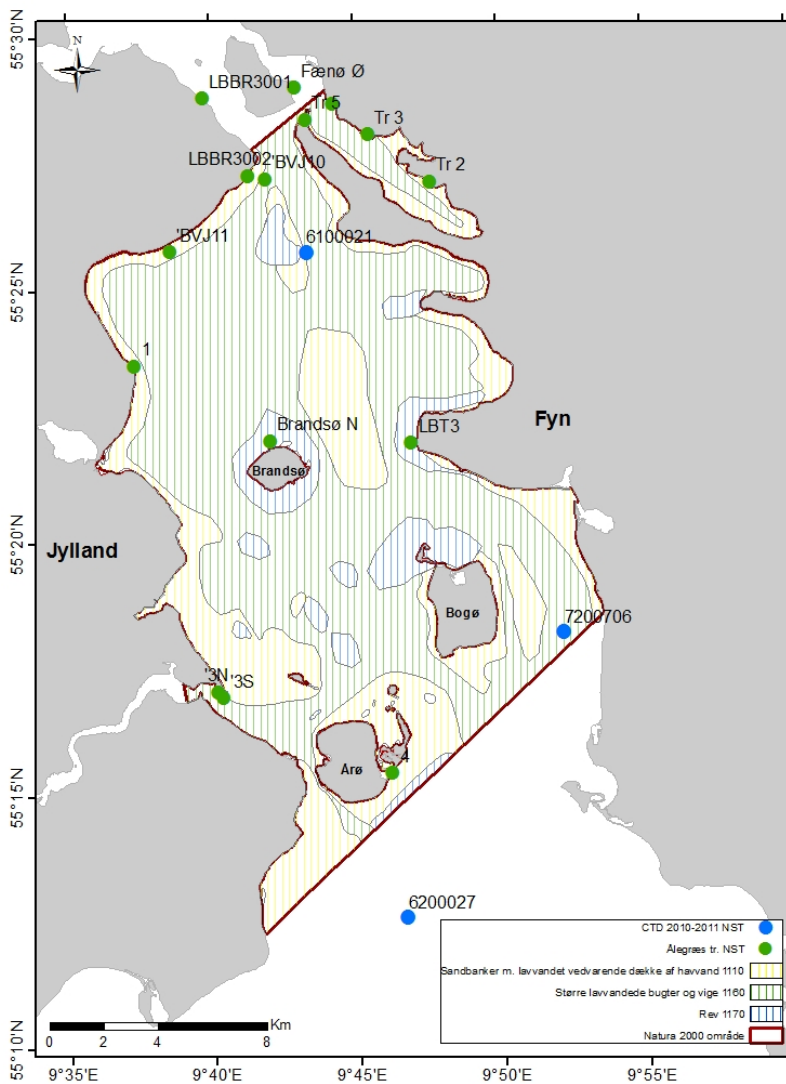 N
55°30'N
LBBR3001
Fænø Ø
Tr 5
Tr 3
Tr 2
LBBR3002
'BVJ10
'BVJ11
6100021
55°25'N
1
Fyn
Brandsø N
LBT3
Brandsø
Jylland
55°20'N
Bogø
7200706
'3N
'3S
4
Årø
55°15'N
6200027
CTD 2010-2011 NST
Ålegræs tr. NST
Sandbanker m. lavvandet vedvarende dække af havvand 1110
Større lavvandede bugter og vige 1160
Rev 1170
Natura 2000 område
Km
0 2 4 8
55°10'N
9°35'E 9°40'E 9°45'E 9°50'E 9°55'E